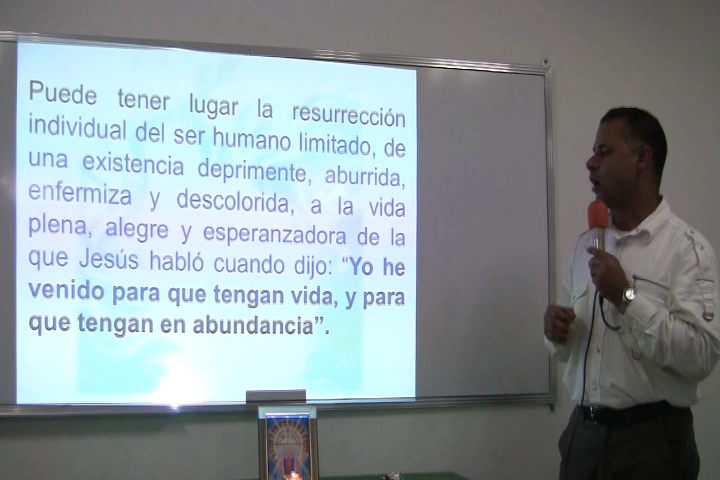 Puede tener lugar la resurrección
individual del ser humano limitado, de
una existencia deprimente, aburrida,
enfermiza y descolorida, a la vida
plena, alegre y esperanzadora de la
que Jesús habló cuando dijo: “Yo he
venido para que tengan vida, y para
que tengan en abundancia”.